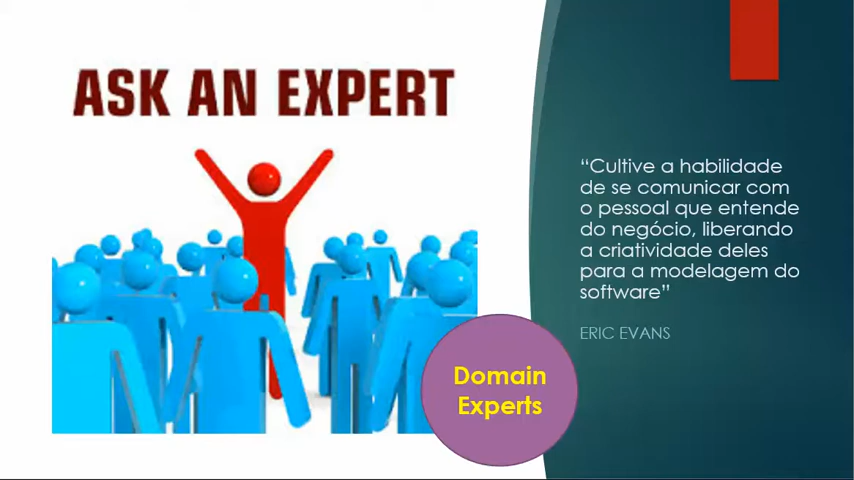 ASK AN EXPERT
“Cultive a habilidade
de se comunicar com
o pessoal que entende
do negócio, liberando
a criatividade deles
para a modelagem do
software”
ERIC EVANS
Domain
Experts